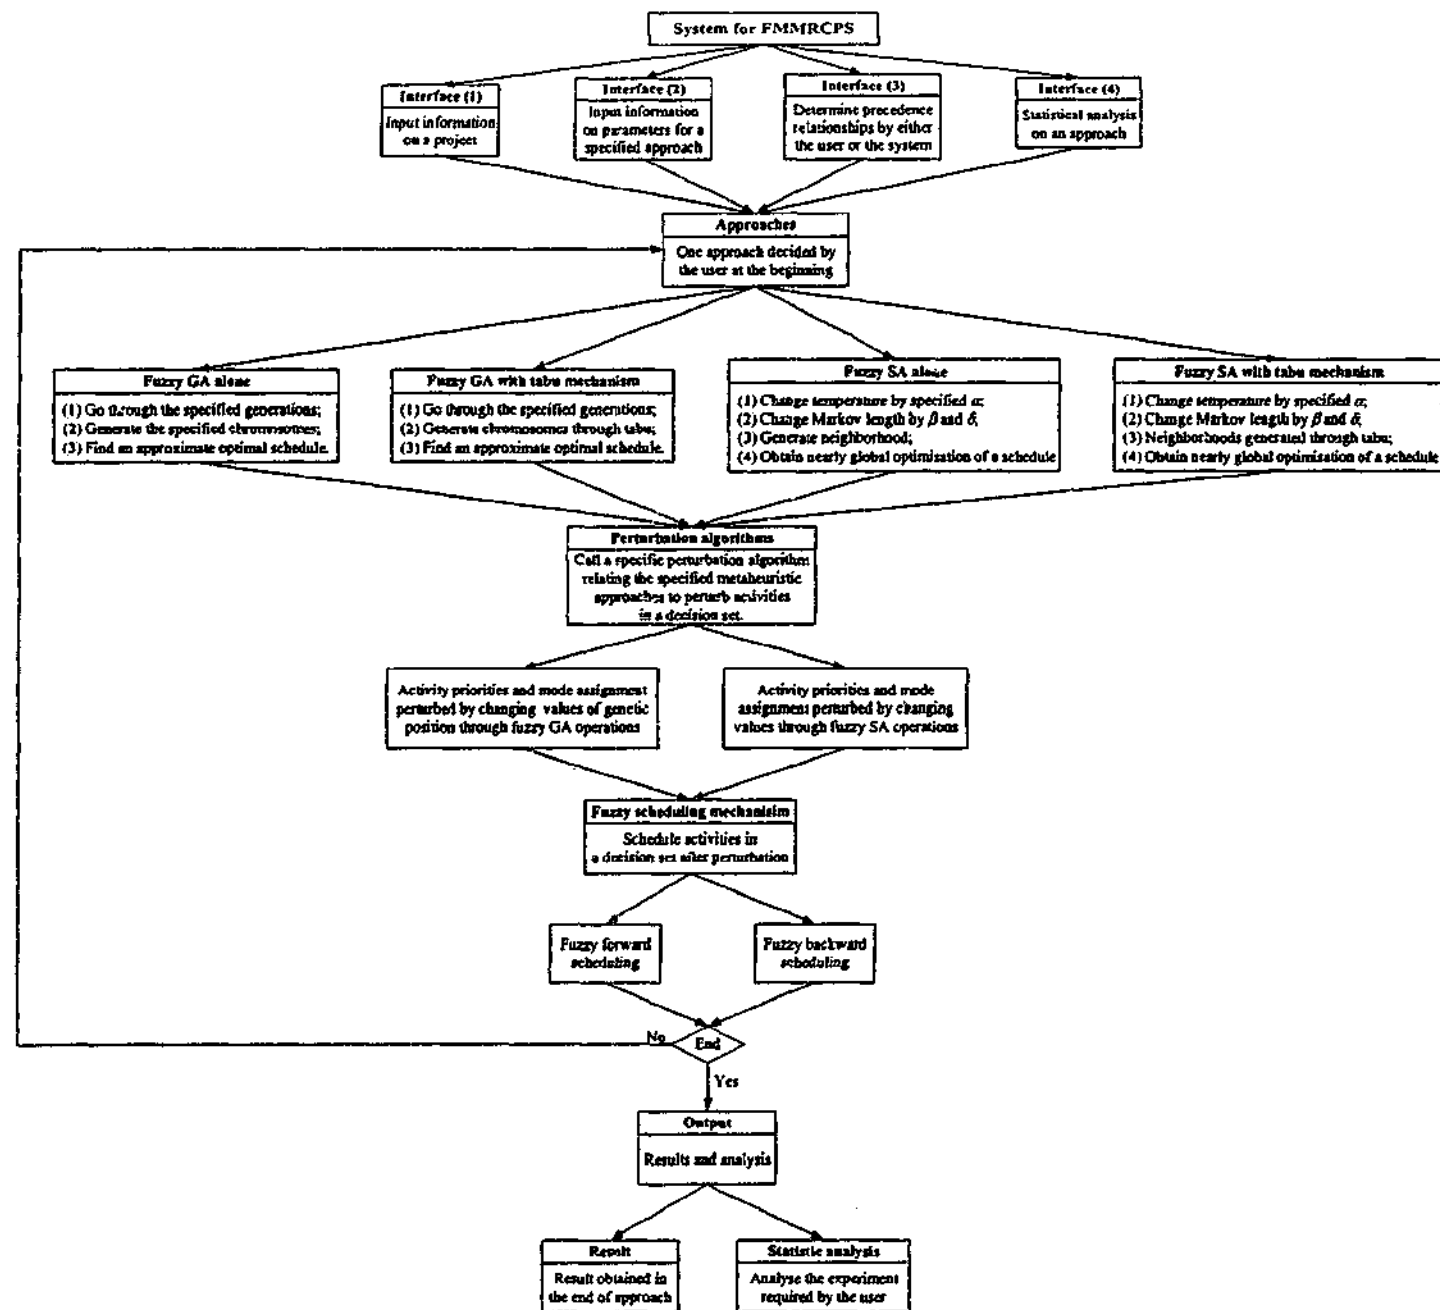 System for FMMRCPS
Interface (1)
Input information
on a project
Interface (2)
Input information
on parameters for a
specified approach
Interface (3)
Determine precedence
relationships by either
the user or the system
Interface (4)
Statistical analysis
on an approach
Approaches
One approach decided by
the user at the beginning
Fuzzy GA alone
(1) Go through the specified generations;
(2) Generate the specified chromosomes;
(3) Find an approximate optimal schedule.
Fuzzy GA with tabu mechanism
(1) Go through the specified generations;
(2) Generate chromosomes through tabu;
(3) Find an approximate optimal schedule.
Fuzzy SA alone
(1) Change temperature by specified α;
(2) Change Markov length by β and δ;
(3) Generate neighborhood;
(4) Obtain nearly global optimisation of a schedule
Fuzzy SA with tabu mechanism
(1) Change temperature by specified α;
(2) Change Markov length by β and δ;
(3) Neighborhoods generated through tabu;
(4) Obtain nearly global optimisation of a schedule
Perturbation algorithms
Call a specific perturbation algorithm
relating the specified metaheuristic
approaches to perturb activities
in a decision set.
Activity priorities and mode assignment
perturbed by changing values of genetic
position through fuzzy GA operations
Activity priorities and mode
assignment perturbed by changing
values through fuzzy SA operations
Fuzzy scheduling mechanisim
Schedule activities in
a decision set after perturbation
Fuzzy forward
scheduling
Fuzzy backward
scheduling
No
End
Yes
Output
Results and analysis
Result
Result obtained in
the end of approach
Statistic analysis
Analyse the experiment
required by the user